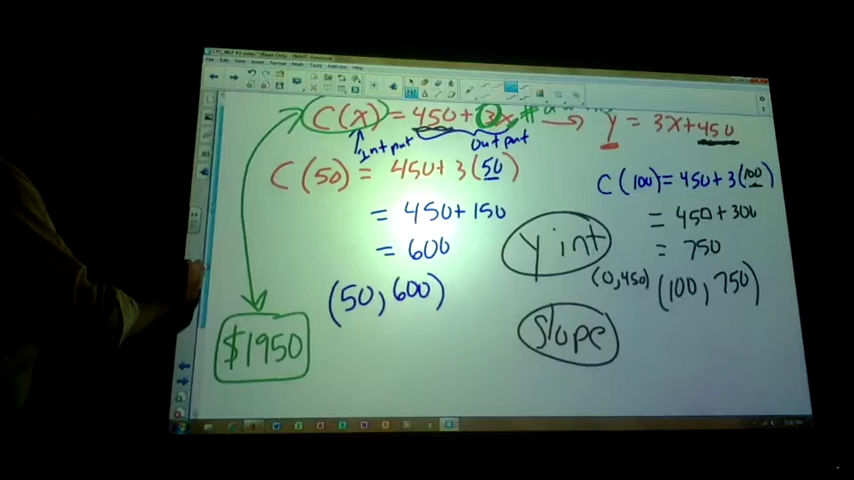 C(x) = 450 + 3x # → y = 3x + 450
Intput
Output
C(50) = 450 + 3(50)
= 450 + 150
= 600
(50, 600)
C(100) = 450 + 3(100)
= 450 + 300
= 750
(0, 450) (100, 750)
y int
slope
$1950